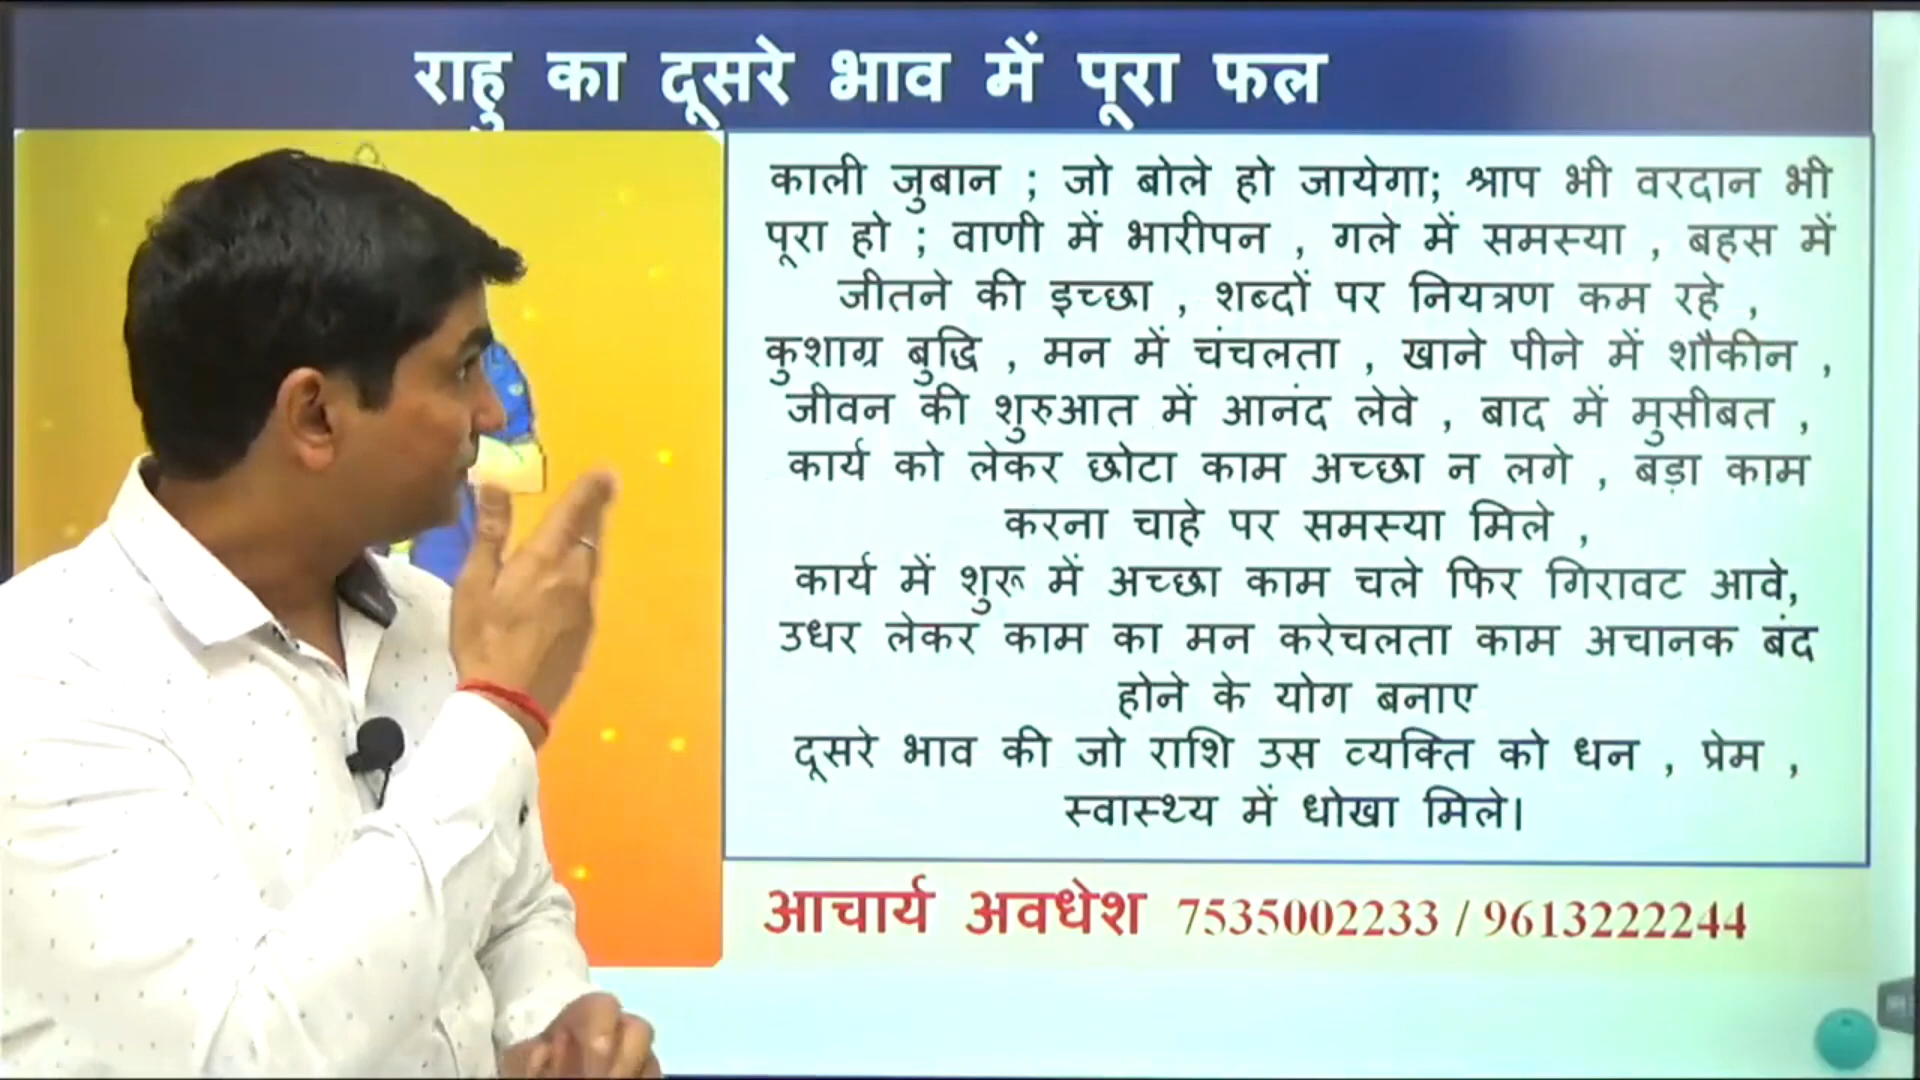 राहु का दूसरे भाव में पूरा फल
काली जुबान ; जो बोले हो जायेगा; श्राप भी वरदान भी
पूरा हो ; वाणी में भारीपन , गले में समस्या , बहस में
जीतने की इच्छा , शब्दों पर नियत्रण कम रहे ,
कुशाग्र बुद्धि , मन में चंचलता , खाने पीने में शौकीन ,
जीवन की शुरुआत में आनंद लेवे , बाद में मुसीबत ,
कार्य को लेकर छोटा काम अच्छा न लगे , बड़ा काम
करना चाहे पर समस्या मिले ,
कार्य में शुरू में अच्छा काम चले फिर गिरावट आवे,
उधर लेकर काम का मन करेचलता काम अचानक बंद
होने के योग बनाए
दूसरे भाव की जो राशि उस व्यक्ति को धन , प्रेम ,
स्वास्थ्य में धोखा मिले।
आचार्य अवधेश 7535002233 / 9613222244